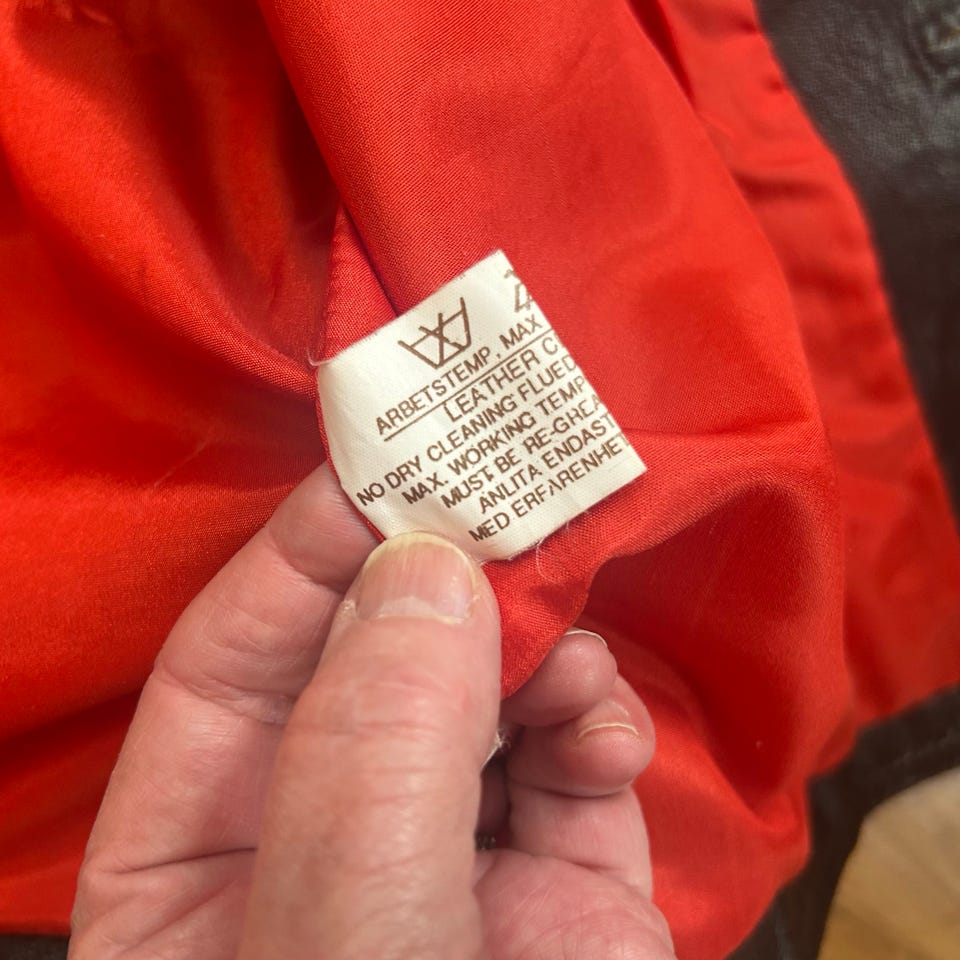 ARBETSTEMP, MAX
LEATHER C
NO DRY CLEANING FLUED
MAX. WORKING TEMP
MUST BE RE-GREA
ANLITA ENDAST
MED ERFARENHET